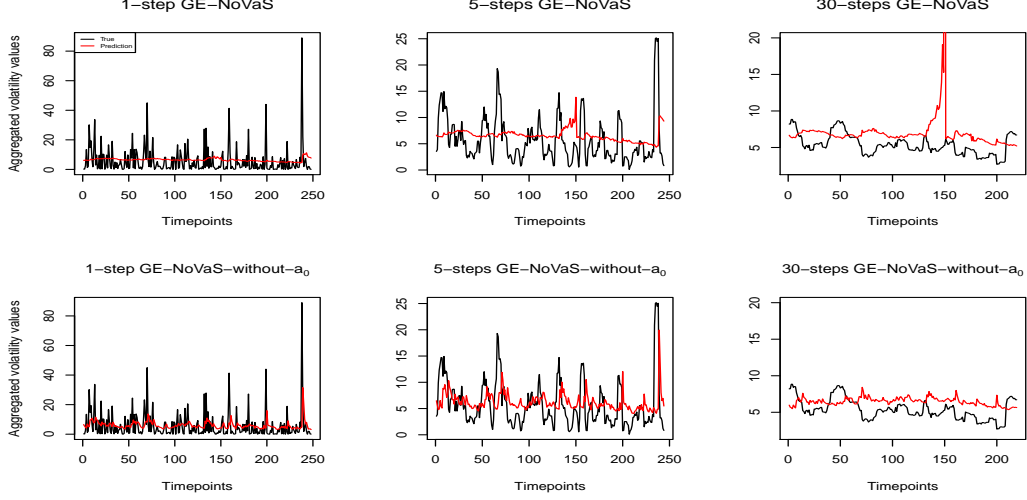 1−step GE−NoVaS
5−steps GE−NoVaS
30−steps GE−NoVaS
Aggregated volatility values
True
Prediction
0 20 40 60 80
0 50 100 150 200 250
Timepoints
0 5 10 15 20 25
0 50 100 150 200 250
Timepoints
5 10 15 20
0 50 100 150 200
Timepoints
1−step GE−NoVaS−without−a₀
5−steps GE−NoVaS−without−a₀
30−steps GE−NoVaS−without−a₀
Aggregated volatility values
0 20 40 60 80
0 50 100 150 200 250
Timepoints
0 5 10 15 20 25
0 50 100 150 200 250
Timepoints
5 10 15 20
0 50 100 150 200
Timepoints